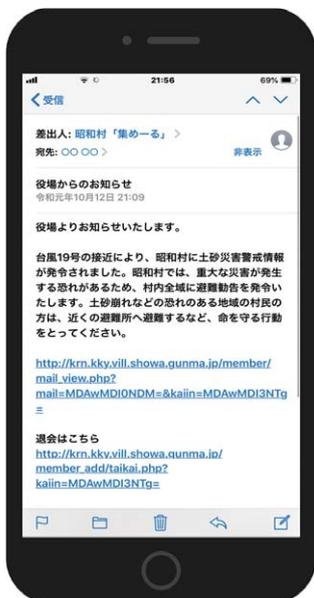 21:56
69%
受信
差出人: 昭和村「集めーる」
宛先: 〇〇 〇〇
非表示
役場からのお知らせ
令和元年10月12日 21:09
役場よりお知らせいたします。
台風19号の接近により、昭和村に土砂災害警戒情報
が発令されました。昭和村では、重大な災害が発生
する恐れがあるため、村内全域に避難勧告を発令い
たします。土砂崩れなどの恐れのある地域の村民の
方は、近くの避難所へ避難するなど、命を守る行動
をとってください。
http://krn.kky.vill.showa.gunma.jp/member/
mail_view.php?
mail=MDAwMDI0NDM=&kaiin=MDAwMDI3NTg
=
退会はこちら
http://krn.kky.vill.showa.gunma.jp/
member_add/taikai.php?
kaiin=MDAwMDI3NTg=